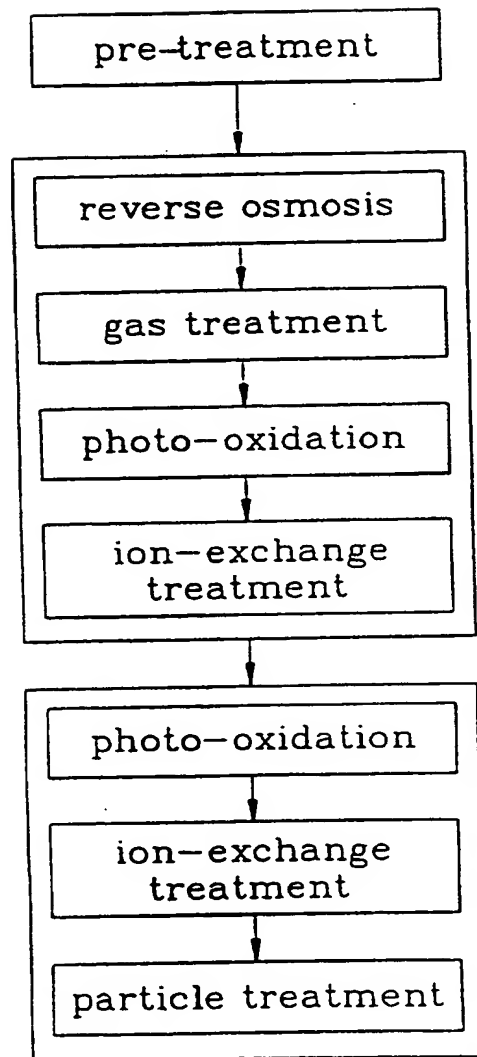 pre-treatment
reverse osmosis
gas treatment
photo-oxidation
ion-exchange
treatment
photo-oxidation
ion-exchange
treatment
particle treatment